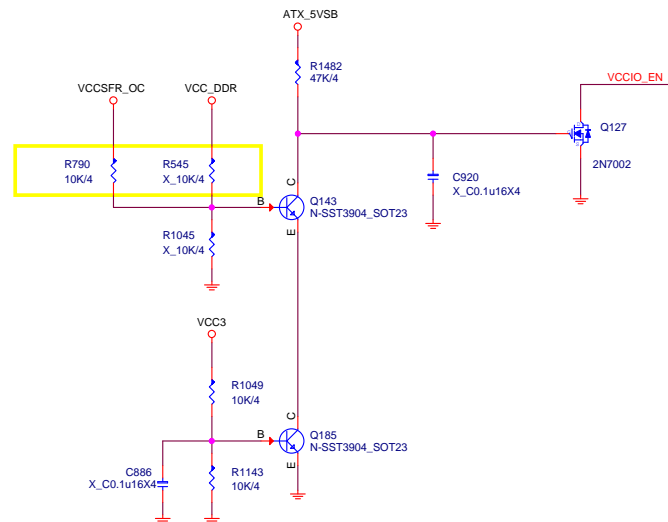 ATX_5VSB
R1482
47K/4
VCCSFR_OC
VCC_DDR
VCCIO_EN
Q127
2N7002
R790
10K/4
R545
X_10K/4
C920
X_C0.1u16X4
C
B
E
Q143
N-SST3904_SOT23
R1045
X_10K/4
VCC3
R1049
10K/4
C
B
E
Q185
N-SST3904_SOT23
C886
X_C0.1u16X4
R1143
10K/4